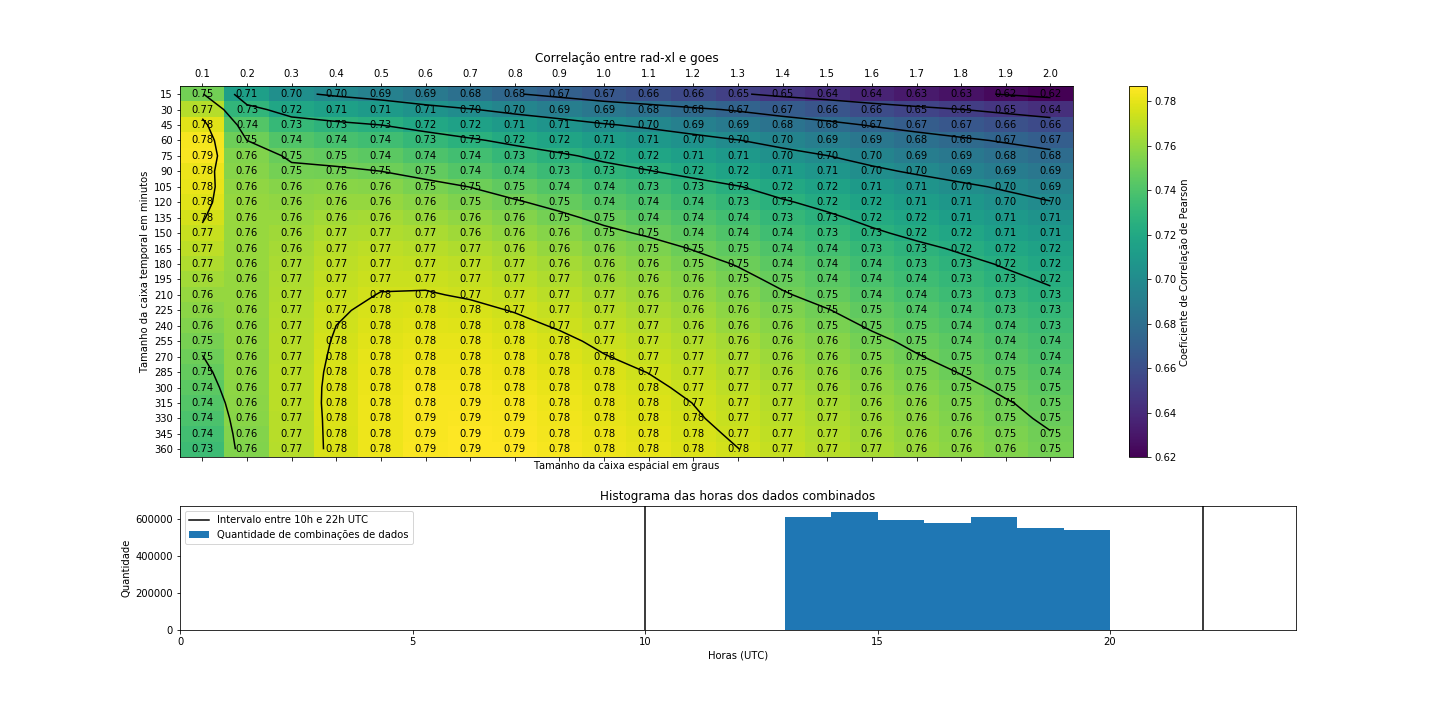 Correlação entre rad-xl e goes
0.1 0.2 0.3 0.4 0.5 0.6 0.7 0.8 0.9 1.0 1.1 1.2 1.3 1.4 1.5 1.6 1.7 1.8 1.9 2.0
15 0.75 0.71 0.70 0.70 0.69 0.69 0.68 0.68 0.67 0.67 0.66 0.66 0.65 0.65 0.64 0.64 0.63 0.63 0.62 0.62
30 0.77 0.73 0.72 0.71 0.71 0.71 0.70 0.70 0.69 0.69 0.68 0.68 0.67 0.67 0.66 0.66 0.65 0.65 0.65 0.64
45 0.78 0.74 0.73 0.73 0.73 0.72 0.72 0.71 0.71 0.70 0.70 0.69 0.69 0.68 0.68 0.67 0.67 0.67 0.66 0.66
60 0.78 0.75 0.74 0.74 0.74 0.73 0.73 0.72 0.72 0.71 0.71 0.70 0.70 0.70 0.69 0.69 0.68 0.68 0.67 0.67
75 0.79 0.76 0.75 0.75 0.74 0.74 0.74 0.73 0.73 0.72 0.72 0.71 0.71 0.70 0.70 0.70 0.69 0.69 0.68 0.68
90 0.78 0.76 0.75 0.75 0.75 0.75 0.74 0.74 0.73 0.73 0.73 0.72 0.72 0.71 0.71 0.70 0.70 0.69 0.69 0.69
105 0.78 0.76 0.76 0.76 0.76 0.75 0.75 0.75 0.74 0.74 0.73 0.73 0.73 0.72 0.72 0.71 0.71 0.70 0.70 0.69
120 0.78 0.76 0.76 0.76 0.76 0.76 0.75 0.75 0.75 0.74 0.74 0.74 0.73 0.73 0.72 0.72 0.71 0.71 0.70 0.70
135 0.78 0.76 0.76 0.76 0.76 0.76 0.76 0.76 0.75 0.75 0.74 0.74 0.74 0.73 0.73 0.72 0.72 0.71 0.71 0.71
150 0.77 0.76 0.76 0.77 0.77 0.76 0.76 0.76 0.76 0.75 0.75 0.74 0.74 0.74 0.73 0.73 0.72 0.72 0.71 0.71
165 0.77 0.76 0.76 0.77 0.77 0.77 0.77 0.76 0.76 0.76 0.75 0.75 0.75 0.74 0.74 0.73 0.73 0.72 0.72 0.72
180 0.77 0.76 0.77 0.77 0.77 0.77 0.77 0.77 0.76 0.76 0.76 0.75 0.75 0.74 0.74 0.74 0.73 0.73 0.72 0.72
195 0.76 0.76 0.77 0.77 0.77 0.77 0.77 0.77 0.77 0.76 0.76 0.76 0.75 0.75 0.74 0.74 0.74 0.73 0.73 0.72
210 0.76 0.76 0.77 0.77 0.78 0.78 0.77 0.77 0.77 0.77 0.76 0.76 0.76 0.75 0.75 0.74 0.74 0.73 0.73 0.73
225 0.76 0.76 0.77 0.77 0.78 0.78 0.78 0.77 0.77 0.77 0.77 0.76 0.76 0.75 0.75 0.75 0.74 0.74 0.73 0.73
240 0.76 0.76 0.77 0.78 0.78 0.78 0.78 0.78 0.77 0.77 0.77 0.76 0.76 0.76 0.75 0.75 0.74 0.74 0.74 0.73
255 0.75 0.76 0.77 0.78 0.78 0.78 0.78 0.78 0.78 0.77 0.77 0.77 0.76 0.76 0.76 0.75 0.75 0.74 0.74 0.74
270 0.75 0.76 0.77 0.78 0.78 0.78 0.78 0.78 0.78 0.78 0.77 0.77 0.77 0.76 0.76 0.75 0.75 0.75 0.74 0.74
285 0.75 0.76 0.77 0.78 0.78 0.78 0.78 0.78 0.78 0.78 0.77 0.77 0.77 0.76 0.76 0.76 0.75 0.75 0.75 0.74
300 0.74 0.76 0.77 0.78 0.78 0.78 0.78 0.78 0.78 0.78 0.78 0.77 0.77 0.77 0.76 0.76 0.76 0.75 0.75 0.75
315 0.74 0.76 0.77 0.78 0.78 0.79 0.79 0.78 0.78 0.78 0.78 0.77 0.77 0.77 0.76 0.76 0.76 0.75 0.75 0.75
330 0.74 0.76 0.77 0.78 0.78 0.79 0.79 0.78 0.78 0.78 0.78 0.78 0.77 0.77 0.77 0.76 0.76 0.76 0.75 0.75
345 0.74 0.76 0.77 0.78 0.78 0.79 0.79 0.79 0.78 0.78 0.78 0.78 0.77 0.77 0.77 0.76 0.76 0.76 0.75 0.75
360 0.73 0.76 0.77 0.78 0.78 0.79 0.79 0.79 0.78 0.78 0.78 0.78 0.78 0.77 0.77 0.76 0.76 0.76 0.76 0.75
Tamanho da caixa temporal em minutos
Tamanho da caixa espacial em graus
0.78
0.76
0.74
0.72
0.70
0.68
0.66
0.64
0.62
Coeficiente de Correlação de Pearson
Histograma das horas dos dados combinados
Intervalo entre 10h e 22h UTC
Quantidade de combinações de dados
600000
400000
200000
0
Quantidade
0 5 10 15 20
Horas (UTC)